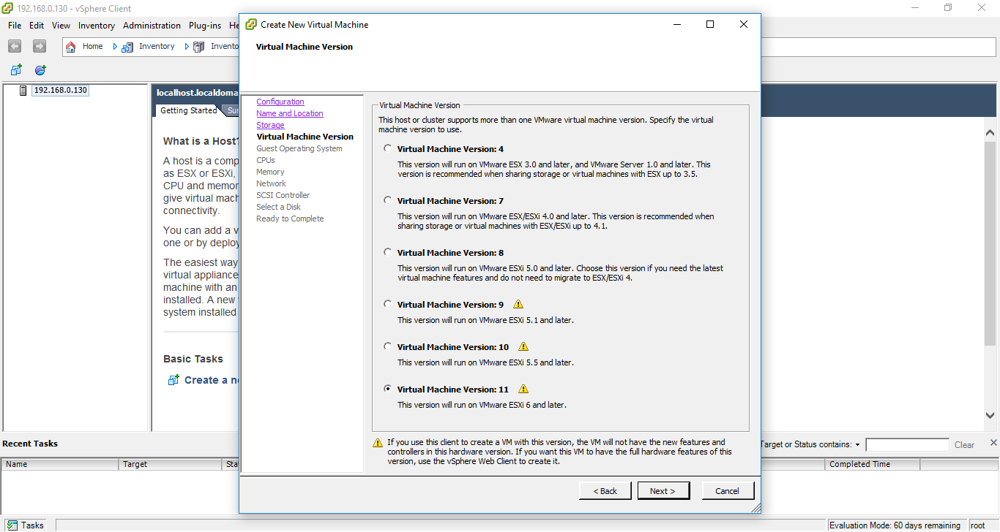 192.168.0.130 - vSphere Client
File Edit View Inventory Administration Plug-ins He
Home Inventory Invento
192.168.0.130
localhost.localdoma
Getting Started Su
What is a Host?
A host is a comp
as ESX or ESXi,
CPU and memor
give virtual mach
connectivity.
You can add a v
one or by deploy
The easiest way
virtual appliance
machine with an
installed. A new
system installed
Basic Tasks
Create a ne
Create New Virtual Machine
Virtual Machine Version
Configuration
Name and Location
Storage
Virtual Machine Version
Guest Operating System
CPUs
Memory
Network
SCSI Controller
Select a Disk
Ready to Complete
Virtual Machine Version
This host or cluster supports more than one VMware virtual machine version. Specify the virtual
machine version to use.
Virtual Machine Version: 4
This version will run on VMware ESX 3.0 and later, and VMware Server 1.0 and later. This
version is recommended when sharing storage or virtual machines with ESX up to 3.5.
Virtual Machine Version: 7
This version will run on VMware ESX/ESXi 4.0 and later. This version is recommended when
sharing storage or virtual machines with ESX/ESXi up to 4.1.
Virtual Machine Version: 8
This version will run on VMware ESXi 5.0 and later. Choose this version if you need the latest
virtual machine features and do not need to migrate to ESX/ESXi 4.
Virtual Machine Version: 9
This version will run on VMware ESXi 5.1 and later.
Virtual Machine Version: 10
This version will run on VMware ESXi 5.5 and later.
Virtual Machine Version: 11
This version will run on VMware ESXi 6 and later.
If you use this client to create a VM with this version, the VM will not have the new features and
controllers in this hardware version. If you want this VM to have the full hardware features of this
version, use the vSphere Web Client to create it.
< Back Next > Cancel
Recent Tasks
Target or Status contains: Clear
Name Target Sta Completed Time
Tasks
Evaluation Mode: 60 days remaining root